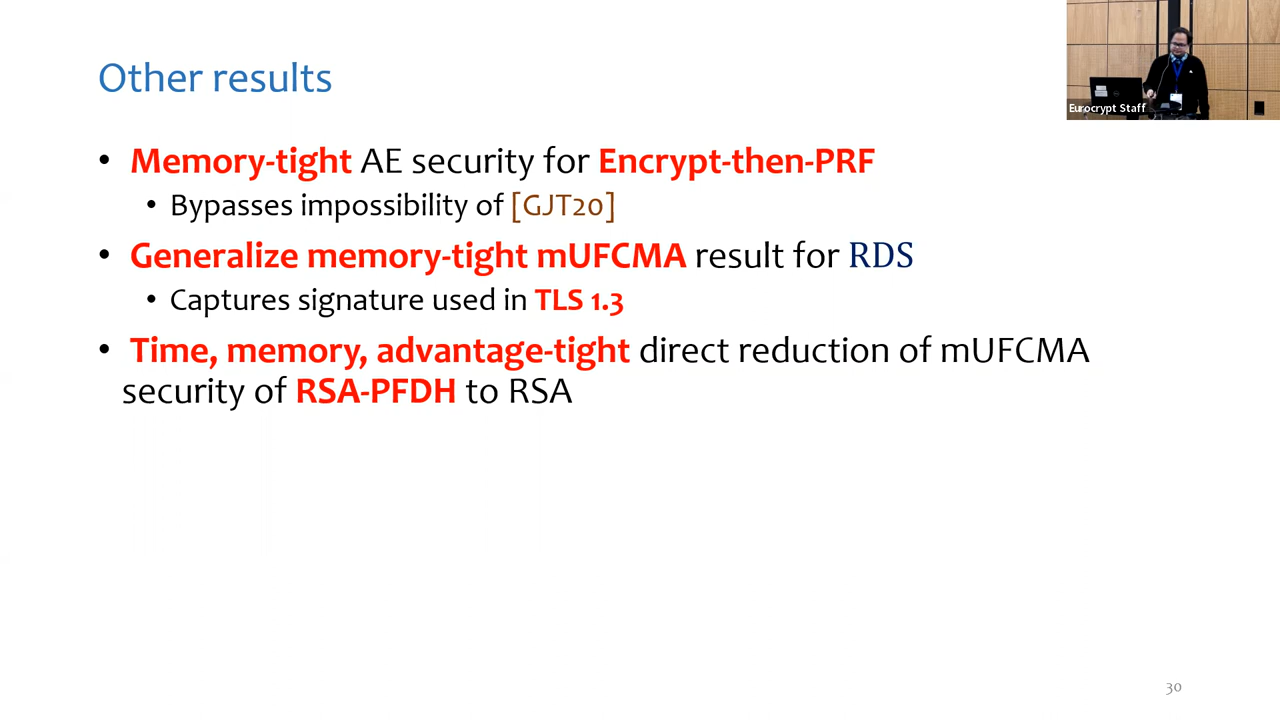 Other results
Eurocrypt Staff
• Memory-tight AE security for Encrypt-then-PRF
• Bypasses impossibility of [GJT20]
• Generalize memory-tight mUFCMA result for RDS
• Captures signature used in TLS 1.3
• Time, memory, advantage-tight direct reduction of mUFCMA
security of RSA-PFDH to RSA
30